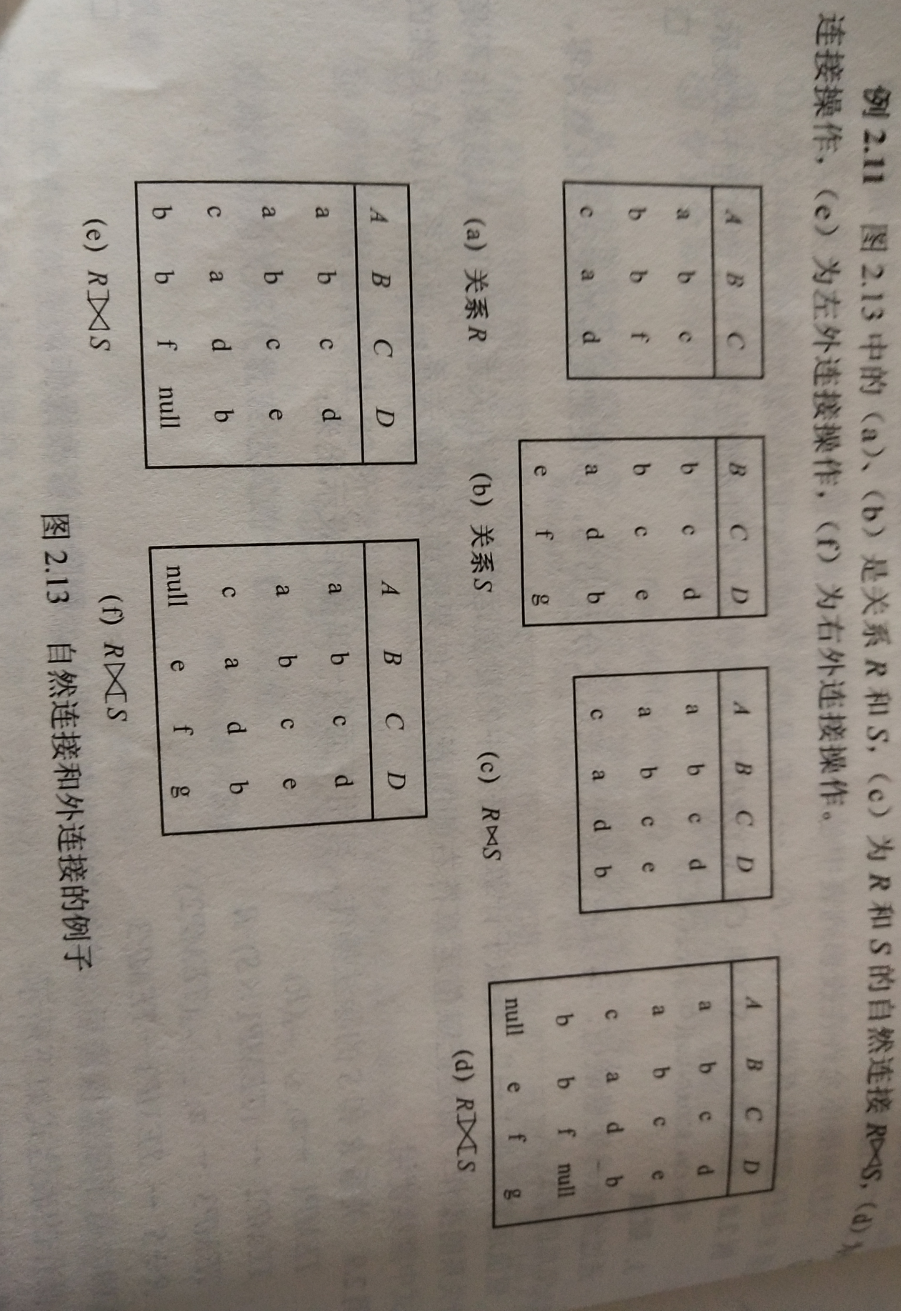 例 2.11 图 2.13 中的（a）、（b）是关系 R 和 S，（c）为 R 和 S 的自然连接 R⋈S，（d）
连接操作，（e）为左外连接操作，（f）为右外连接操作。
A B C
a b c
b b f
c a d
(a) 关系 R
B C D
b c d
b c e
a d b
e f g
(b) 关系 S
A B C D
a b c d
a b c e
c a d b
(c) R⋈S
A B C D
a b c d
a b c e
c a d b
b b f null
null e f g
(d) R⟗S
A B C D
a b c d
a b c e
c a d b
b b f null
(e) R⟕S
A B C D
a b c d
a b c e
c a d b
null e f g
(f) R⟖S
图 2.13 自然连接和外连接的例子